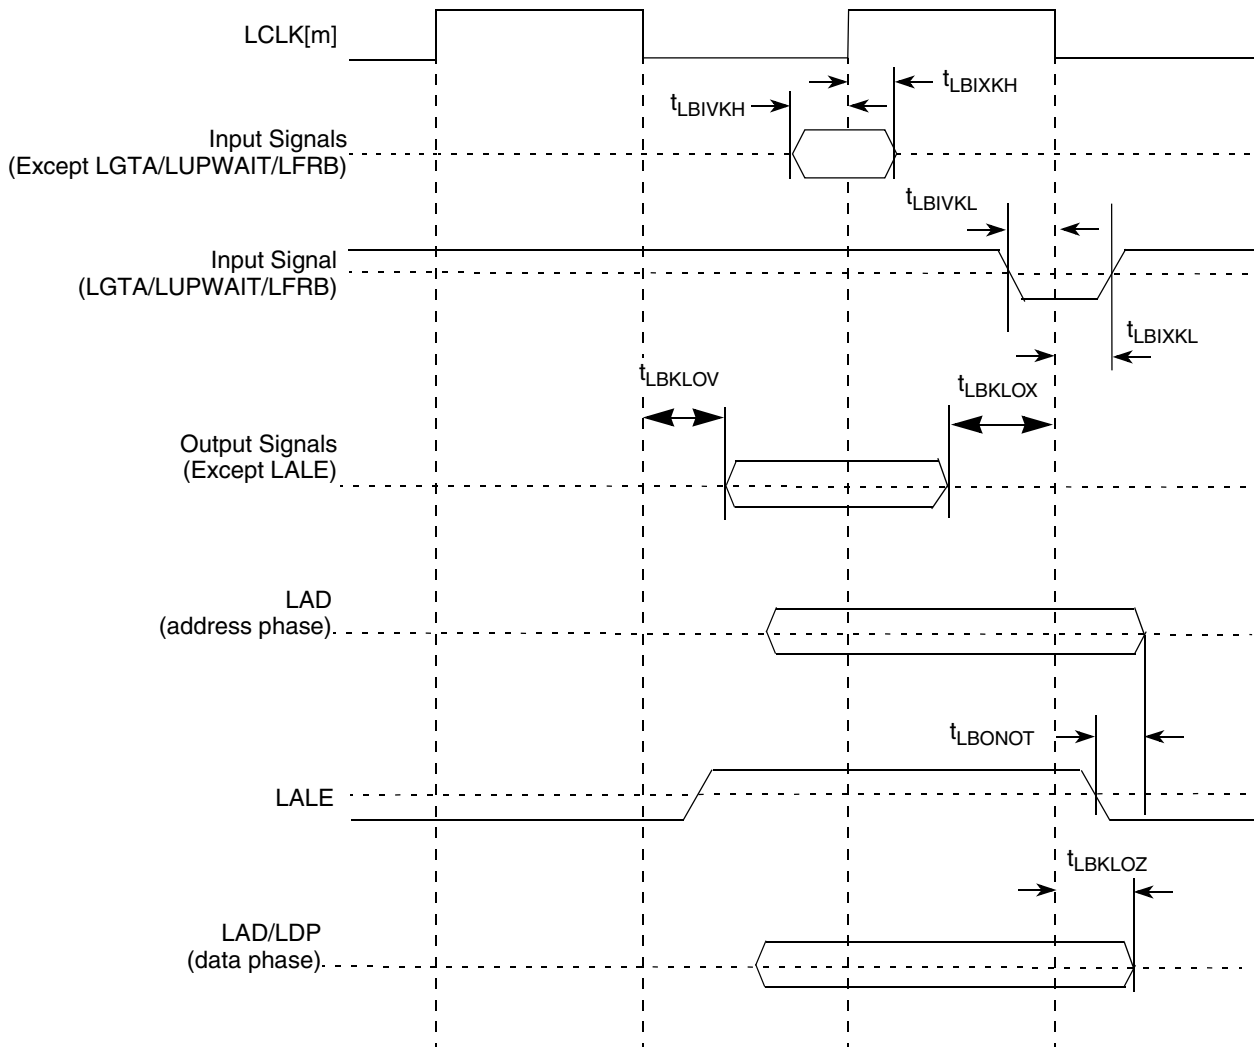 LCLK[m]
tLBIXKH
tLBIVKH
Input Signals
(Except LGTA/LUPWAIT/LFRB)
tLBIVKL
Input Signal
(LGTA/LUPWAIT/LFRB)
tLBIXKL
tLBKLOV
tLBKLOX
Output Signals
(Except LALE)
LAD
(address phase)
tLBONOT
LALE
tLBKLOZ
LAD/LDP
(data phase)